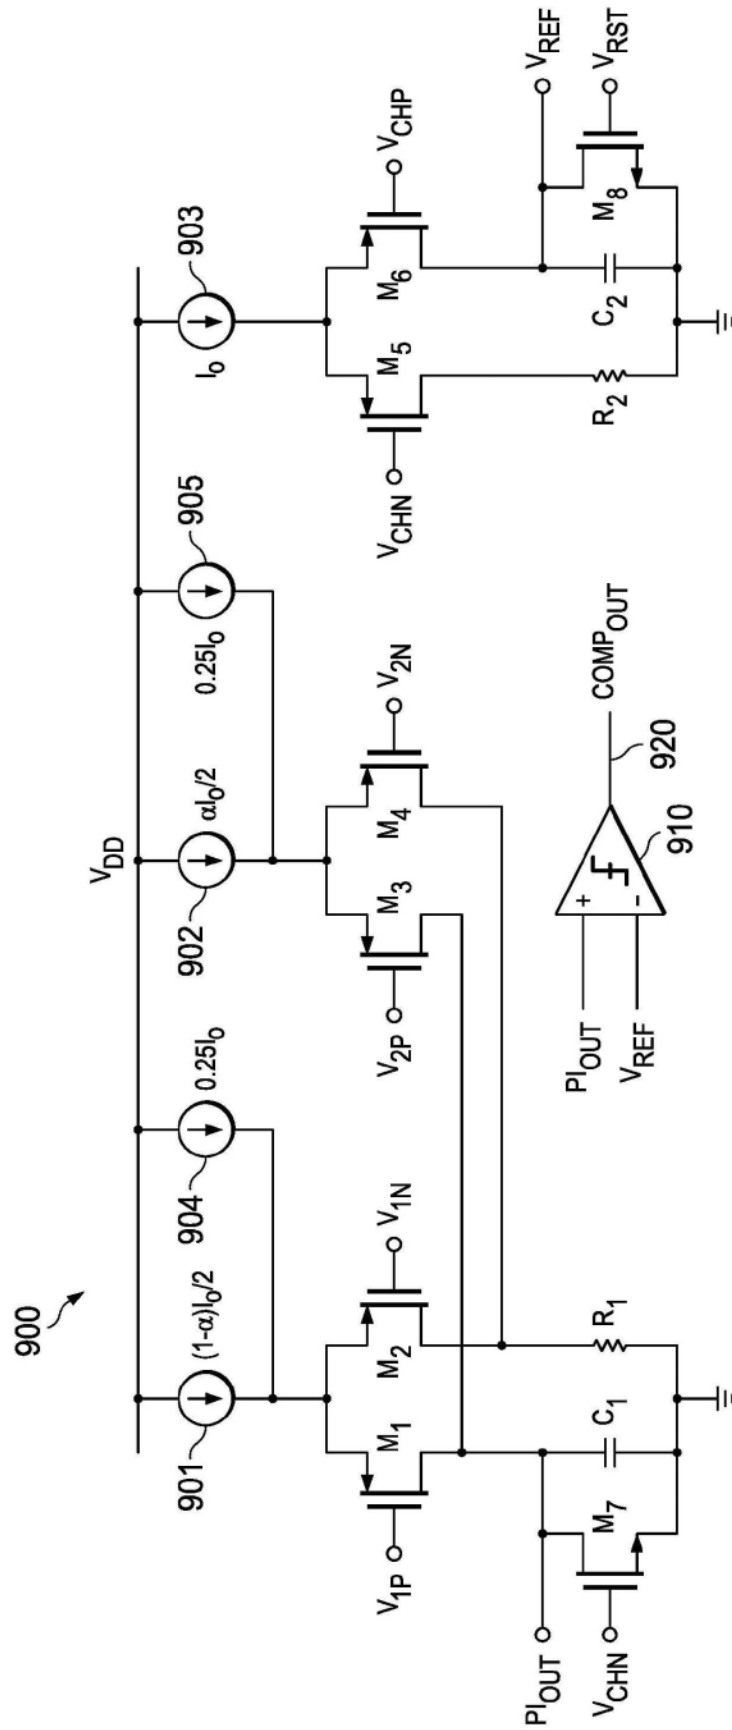 900
V_DD
901
(1-α)I_0/2
904
0.25I_0
902
αI_0/2
905
0.25I_0
903
I_0
V_1P
M_1
M_2
V_1N
V_2P
M_3
M_4
V_2N
V_CHN
M_5
M_6
V_CHP
PI_OUT
V_CHN
M_7
C_1
R_1
PI_OUT
V_REF
+
-
910
920
COMP_OUT
R_2
C_2
M_8
V_REF
V_RST